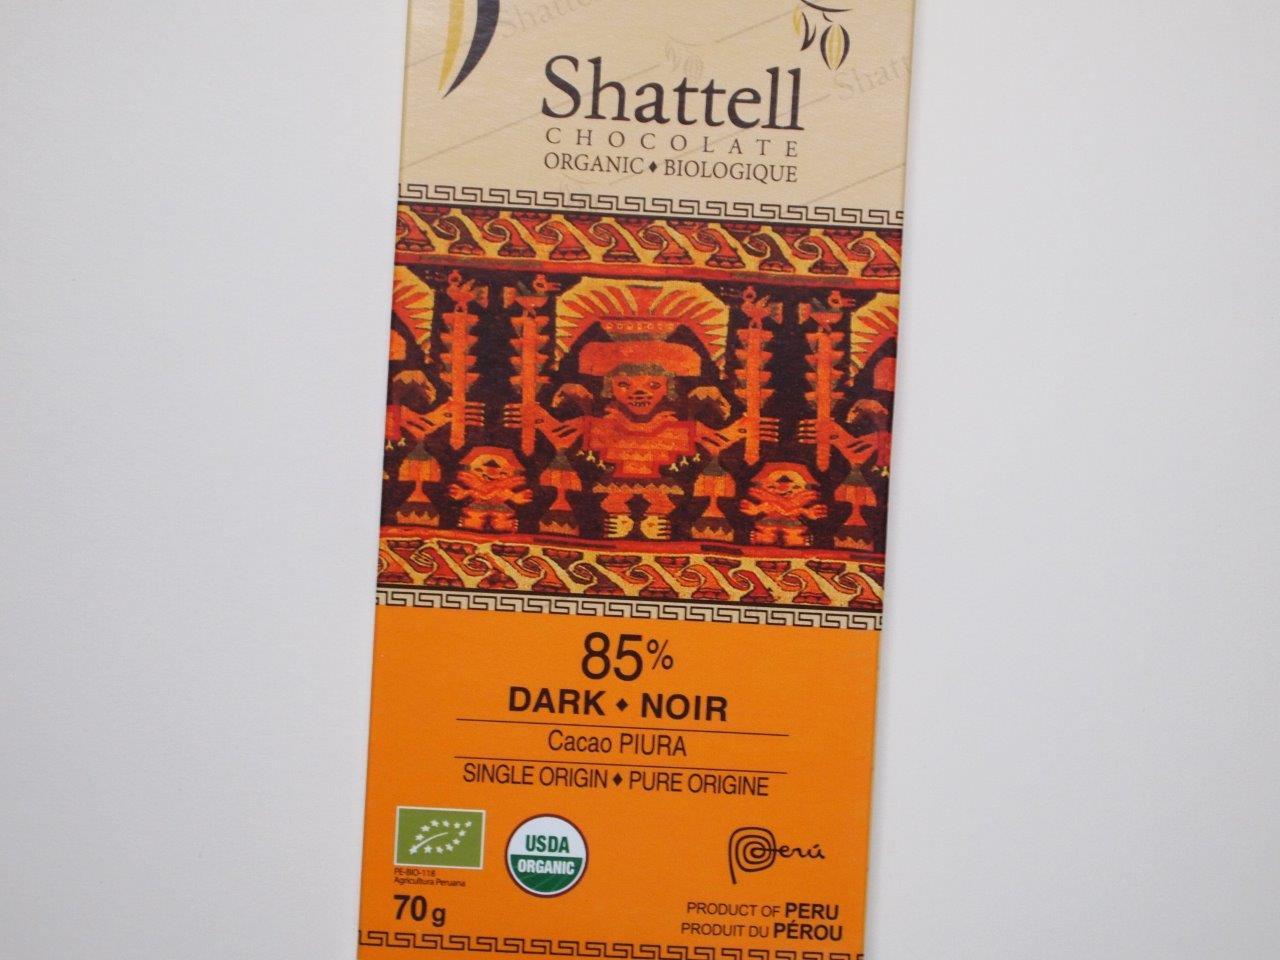 Shattell
CHOCOLATE
ORGANIC ♦ BIOLOGIQUE
85%
DARK ♦ NOIR
Cacao PIURA
SINGLE ORIGIN ♦ PURE ORIGINE
USDA
ORGANIC
Perú
PE-BIO-118
Agricultura Peruana
70 g
PRODUCT OF PERU
PRODUIT DU PÉROU